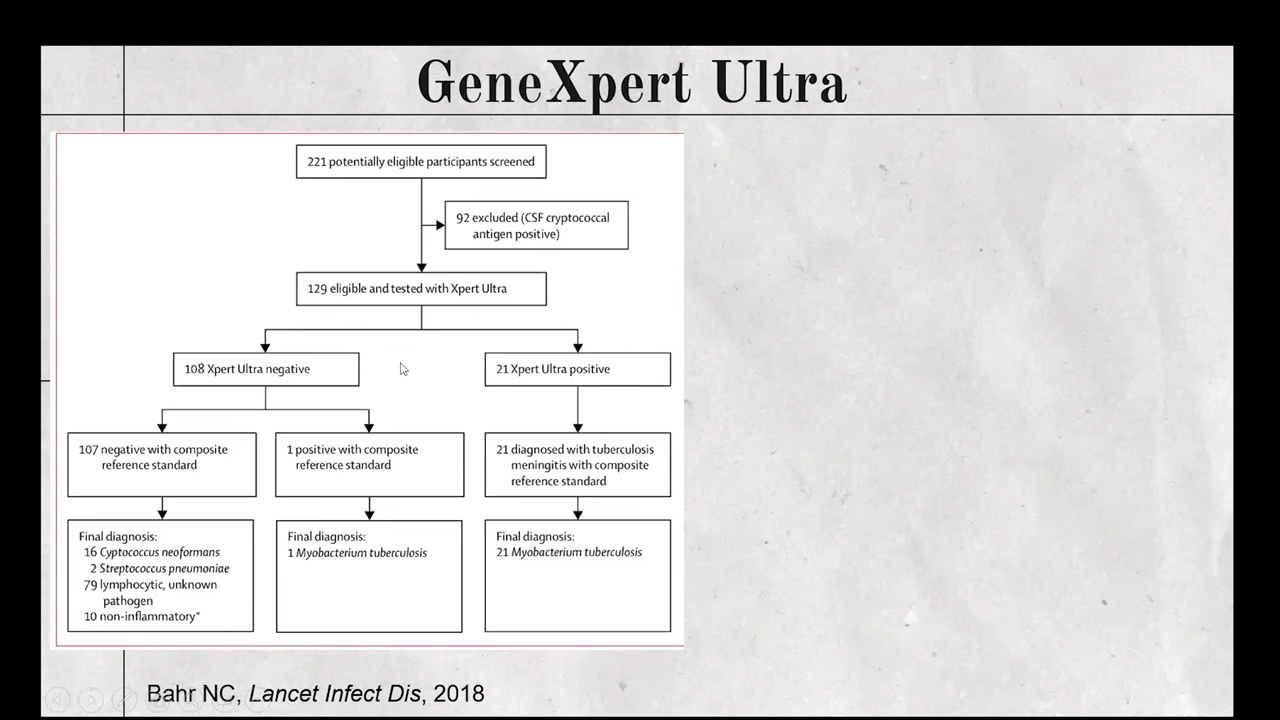 GeneXpert Ultra
221 potentially eligible participants screened
92 excluded (CSF cryptococcal
antigen positive)
129 eligible and tested with Xpert Ultra
108 Xpert Ultra negative
21 Xpert Ultra positive
107 negative with composite
reference standard
1 positive with composite
reference standard
21 diagnosed with tuberculosis
meningitis with composite
reference standard
Final diagnosis:
16 Cyptococcus neoformans
2 Streptococcus pneumoniae
79 lymphocytic, unknown
pathogen
10 non-inflammatory*
Final diagnosis:
1 Myobacterium tuberculosis
Final diagnosis:
21 Myobacterium tuberculosis
Bahr NC, Lancet Infect Dis, 2018